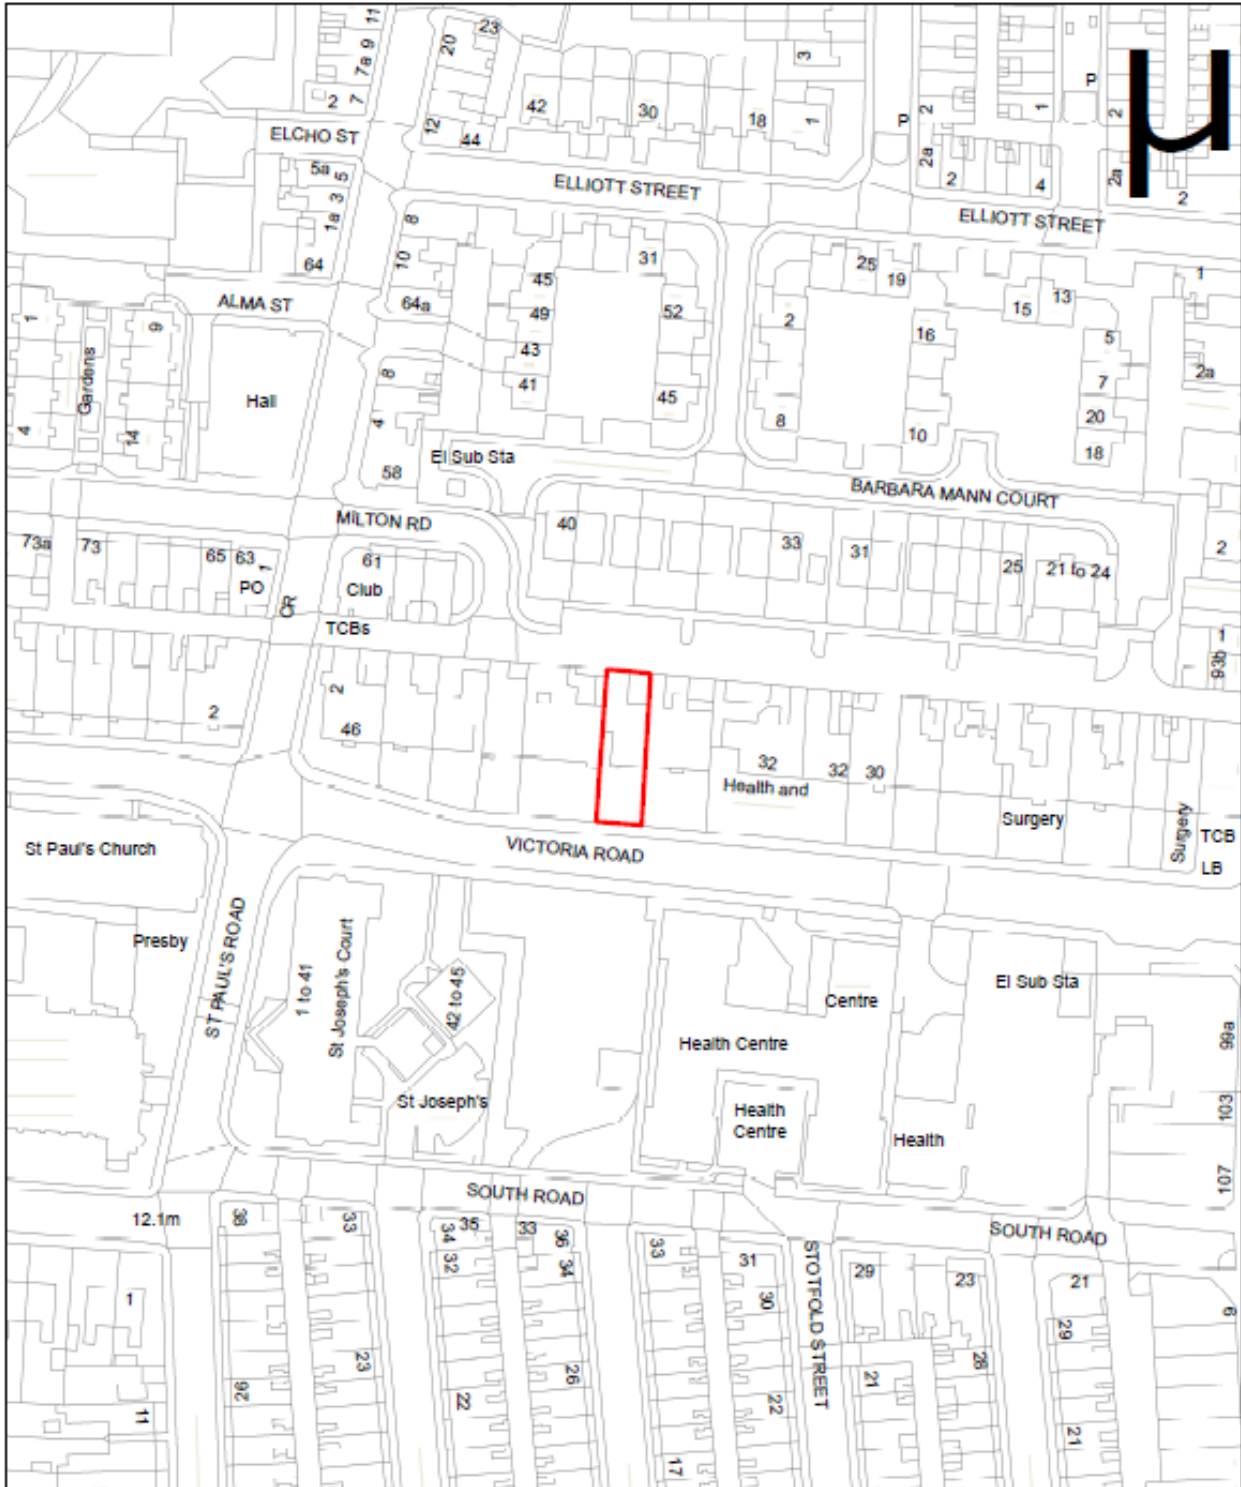 11
9
7a
7
2
20
23
12
44
42
30
18
3
1
P
P
2
2a
2
1
4
2
2a
2
µ
ELCHO ST
5a
5
3
1a
64
ELLIOTT STREET
ELLIOTT STREET
8
10
64a
45
31
49
52
43
41
45
25
19
2
16
15
13
1
5
7
2a
20
18
8
10
ALMA ST
1
Gardens
9
4
14
Hall
8
4
58
El Sub Sta
MILTON RD
BARBARA MANN COURT
73a
73
65
63
1
PO
CR
61
Club
TCBs
40
33
31
25
21 to 24
2
1
93b
2
2
46
32
Health and
32
30
Surgery
Surgery
TCB
LB
VICTORIA ROAD
St Paul's Church
Presby
ST PAUL'S ROAD
1 to 41
St Joseph's Court
42 to 45
St Joseph's
Health Centre
Centre
El Sub Sta
Health
Centre
Health
99a
103
107
SOUTH ROAD
SOUTH ROAD
12.1m
38
33
34
35
33
36
32
34
33
31
30
STOTFOLD STREET
29
23
21
29
28
6
1
11
26
23
22
26
22
17
21
21